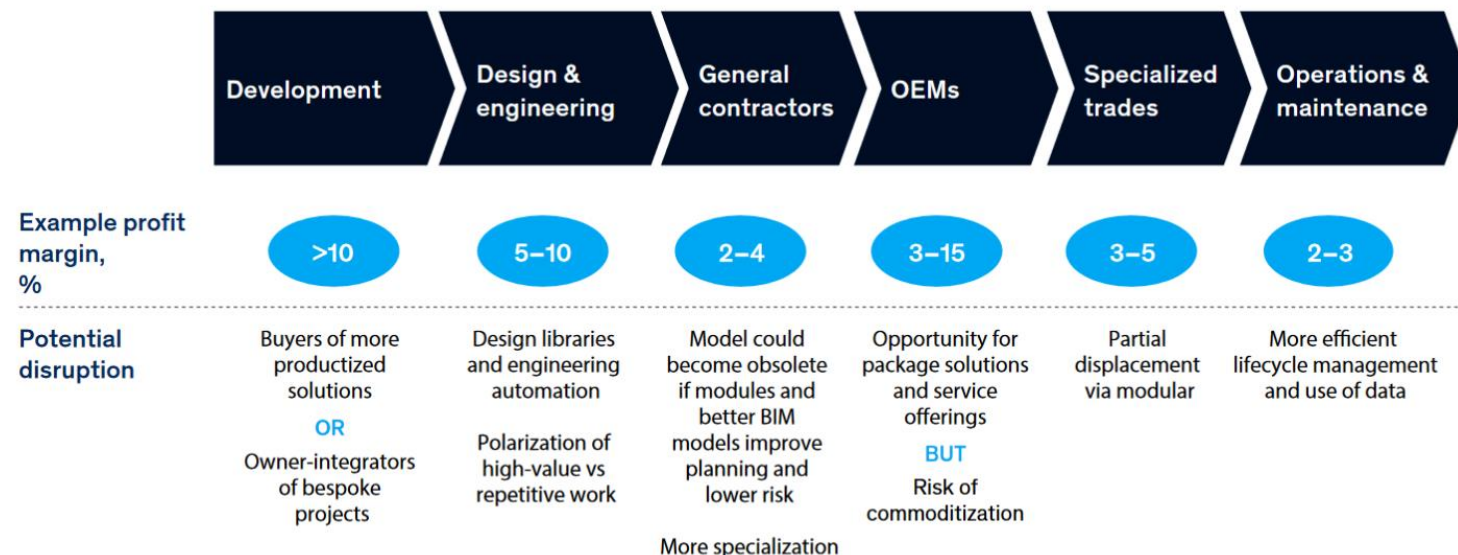 Development
Design &
engineering
General
contractors
OEMs
Specialized
trades
Operations &
maintenance
Example profit
margin,
%
>10
5–10
2–4
3–15
3–5
2–3
Potential
disruption
Buyers of more
productized
solutions
OR
Owner-integrators
of bespoke
projects
Design libraries
and engineering
automation
Polarization of
high-value vs
repetitive work
Model could
become obsolete
if modules and
better BIM
models improve
planning and
lower risk
More specialization
Opportunity for
package solutions
and service
offerings
BUT
Risk of
commoditization
Partial
displacement
via modular
More efficient
lifecycle management
and use of data